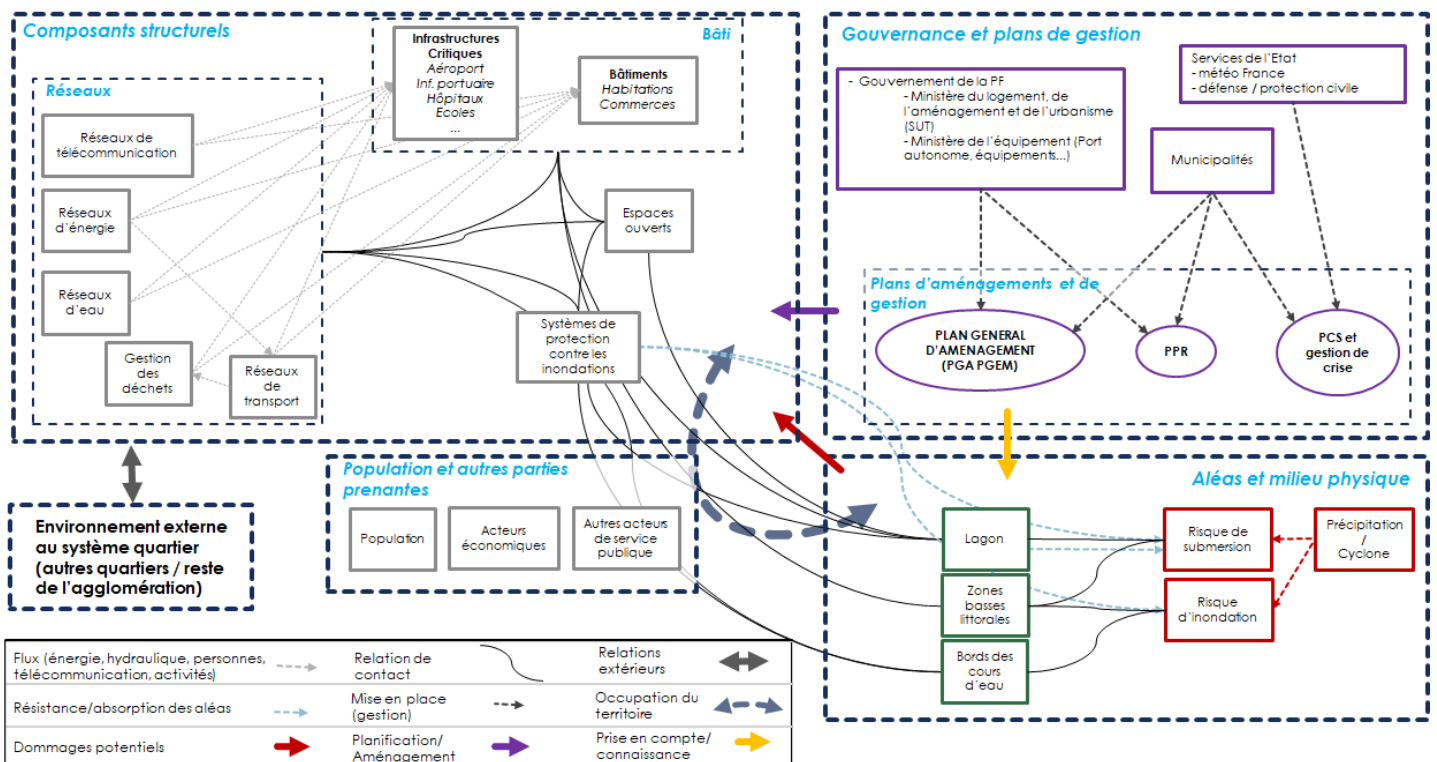 Composants structurels
Bâti
Infrastructures
Critiques
Aéroport
Inf. portuaire
Hôpitaux
Ecoles
...
Bâtiments
Habitations
Commerces
Réseaux
Réseaux de
télécommunication
Réseaux
d'énergie
Réseaux
d'eau
Gestion
des
déchets
Réseaux
de
transport
Espaces
ouverts
Systèmes de
protection
contre les
inondations
Gouvernance et plans de gestion
- Gouvernement de la PF
- Ministère du logement, de
l'aménagement et de l'urbanisme
(SUT)
- Ministère de l'équipement (Port
autonome, équipements...)
Services de l'Etat
- météo France
- défense / protection civile
Municipalités
Plans d'aménagements et de
gestion
PLAN GENERAL
D'AMENAGEMENT
(PGA PGEM)
PPR
PCS et
gestion de
crise
Environnement externe
au système quartier
(autres quartiers / reste
de l'agglomération)
Population et autres parties
prenantes
Population
Acteurs
économiques
Autres acteurs
de service
publique
Aléas et milieu physique
Lagon
Zones
basses
littorales
Bords des
cours
d'eau
Risque de
submersion
Risque
d'inondation
Précipitation
/
Cyclone
Flux (énergie, hydraulique, personnes,
télécommunication, activités)
Relation de
contact
Relations
extérieurs
Résistance/absorption des aléas
Mise en place
(gestion)
Occupation du
territoire
Dommages potentiels
Planification/
Aménagement
Prise en compte/
connaissance